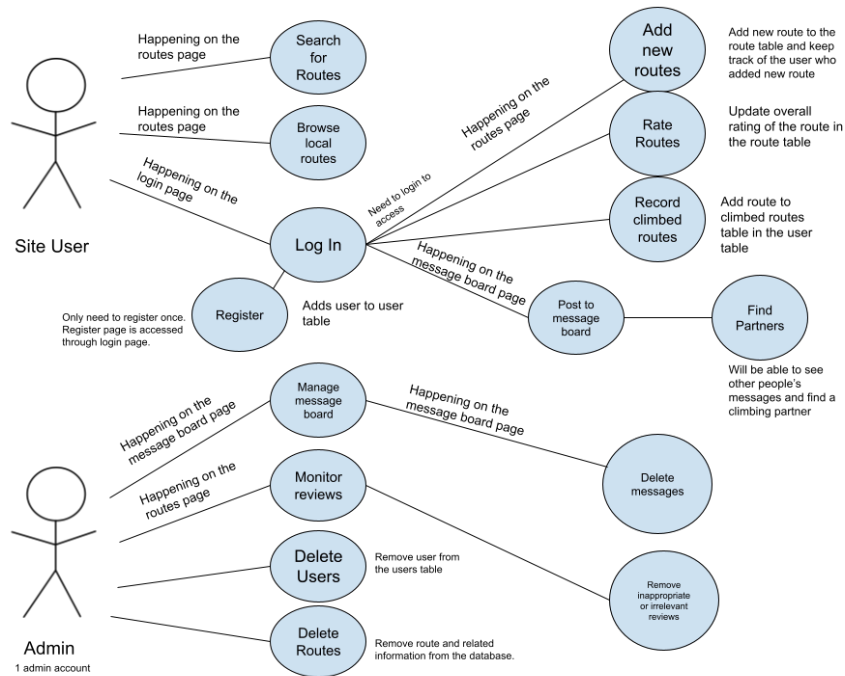 Happening on the
routes page
Search
for
Routes
Happening on the
routes page
Browse
local
routes
Happening on the
login page
Site User
Log In
Need to login to
access
Register
Only need to register once.
Register page is accessed
through login page.
Adds user to user
table
Happening on the
routes page
Add
new
routes
Add new route to the
route table and keep
track of the user who
added new route
Rate
Routes
Update overall
rating of the route in
the route table
Record
climbed
routes
Add route to
climbed routes
table in the user
table
Happening on the
message board page
Post to
message
board
Find
Partners
Will be able to see
other people's
messages and find a
climbing partner
Happening on the
message board page
Manage
message
board
Happening on the
message board page
Delete
messages
Happening on the
routes page
Monitor
reviews
Remove
inappropriate
or irrelevant
reviews
Delete
Users
Remove user from
the users table
Delete
Routes
Remove route and related
information from the database.
Admin
1 admin account